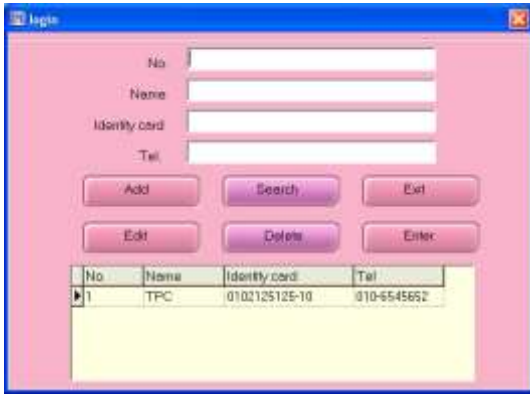 login
No
Name
Identity card
Tel
Add Search Exit
Edit Delete Enter
No Name Identity card Tel
1 TPC 0102125125-10 010-6545652